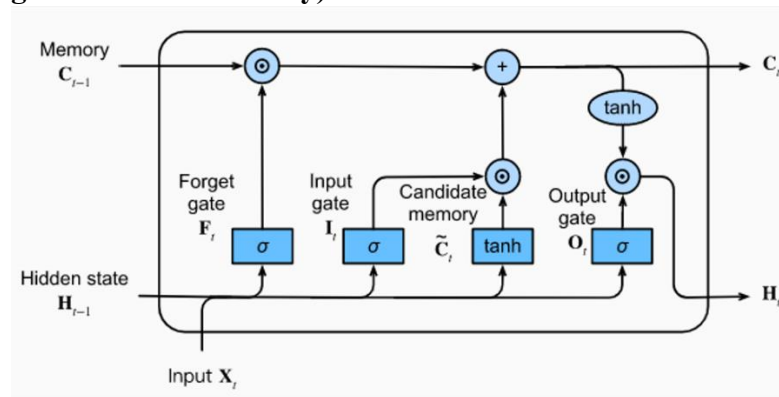 Memory
C_{t-1}
C_t
+
tanh
Forget
gate
F_t
Input
gate
I_t
Candidate
memory
C̃_t
Output
gate
O_t
σ
σ
tanh
σ
Hidden state
H_{t-1}
H_t
Input X_t